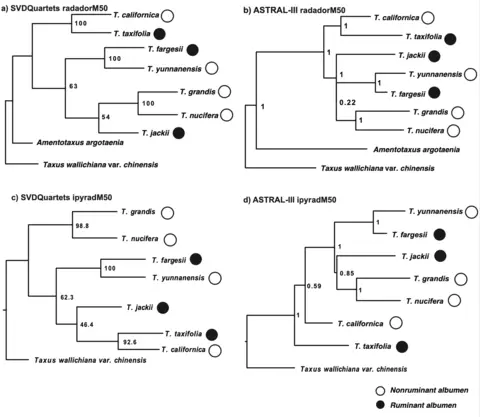 a) SVDQuartets radadorM50
T. californica
100
T. taxifolia
T. fargesii
100
T. yunnanensis
63
T. grandis
100
T. nucifera
54
T. jackii
Amentotaxus argotaenia
Taxus wallichiana var. chinensis
b) ASTRAL-III radadorM50
T. californica
1
T. taxifolia
1
T. jackii
1
T. yunnanensis
1
T. fargesii
0.22
1
T. grandis
1
T. nucifera
Amentotaxus argotaenia
Taxus wallichiana var. chinensis
c) SVDQuartets ipyradM50
T. grandis
98.8
T. nucifera
T. fargesii
100
T. yunnanensis
62.3
T. jackii
46.4
T. taxifolia
92.6
T. californica
Taxus wallichiana var. chinensis
d) ASTRAL-III ipyradM50
T. yunnanensis
1
T. fargesii
1
T. jackii
0.85
T. grandis
0.59
1
T. nucifera
1
T. californica
T. taxifolia
Taxus wallichiana var. chinensis
Nonruminant albumen
Ruminant albumen